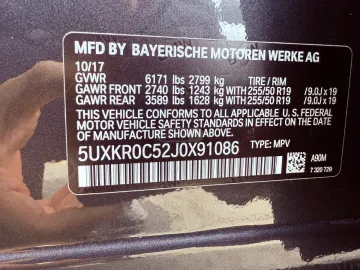 MFD BY BAYERISCHE MOTOREN WERKE AG
10/17
GVWR 6171 lbs 2799 kg TIRE / RIM
GAWR FRONT 2740 lbs 1243 kg 255/50 R19 / 9.0J x 19
GAWR REAR 3589 lbs 1628 kg 255/50 R19 / 9.0J x 19
THIS VEHICLE CONFORMS TO ALL APPLICABLE U.S. FEDERAL
MOTOR VEHICLE SAFETY STANDARDS IN EFFECT ON THE DATE
OF MANUFACTURE SHOWN ABOVE.
5UXKR0C52J0X91086 TYPE: MPV
A90M
7 320 729